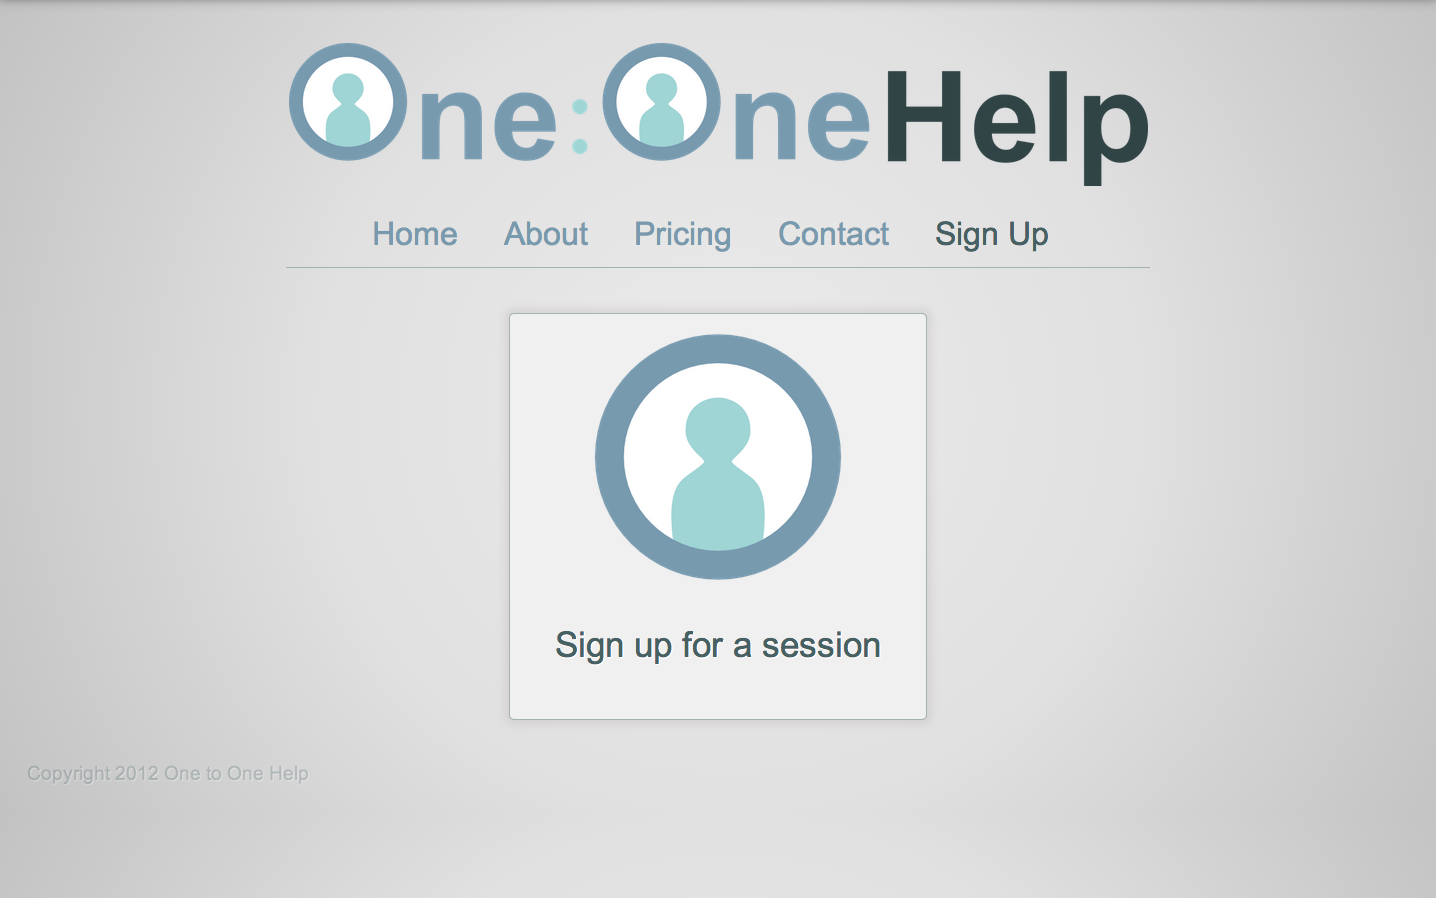 One:OneHelp
Home About Pricing Contact Sign Up
Sign up for a session
Copyright 2012 One to One Help